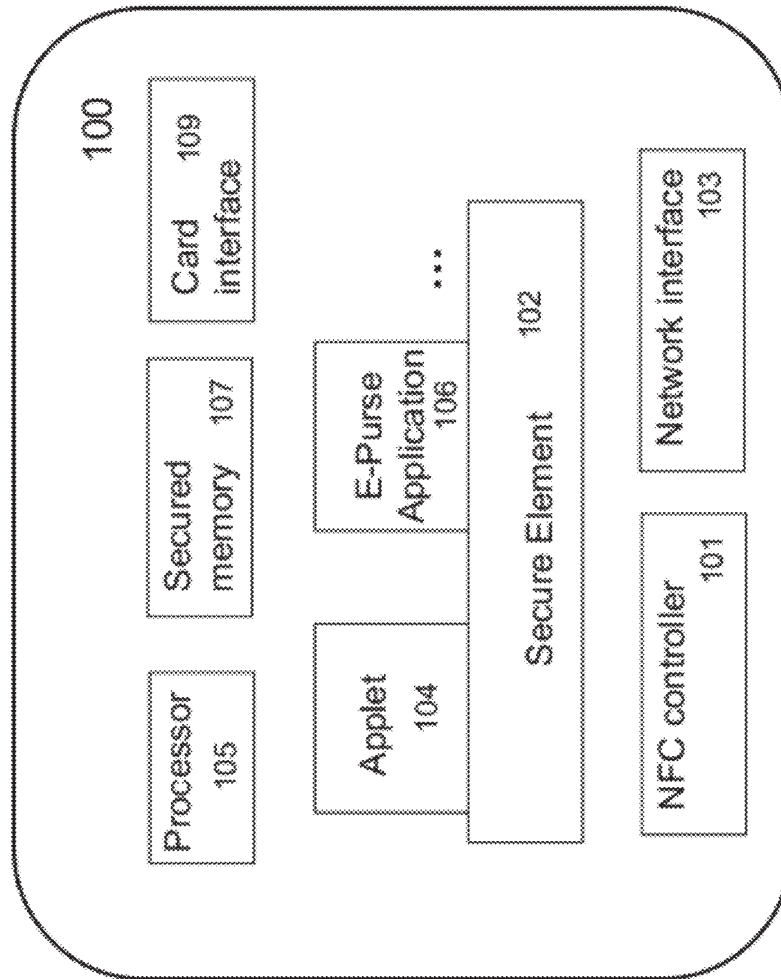 100
Processor
105
Secured
memory 107
Card 109
interface
Applet
104
E-Purse
Application
106
...
Secure Element 102
NFC controller
101
Network interface
103